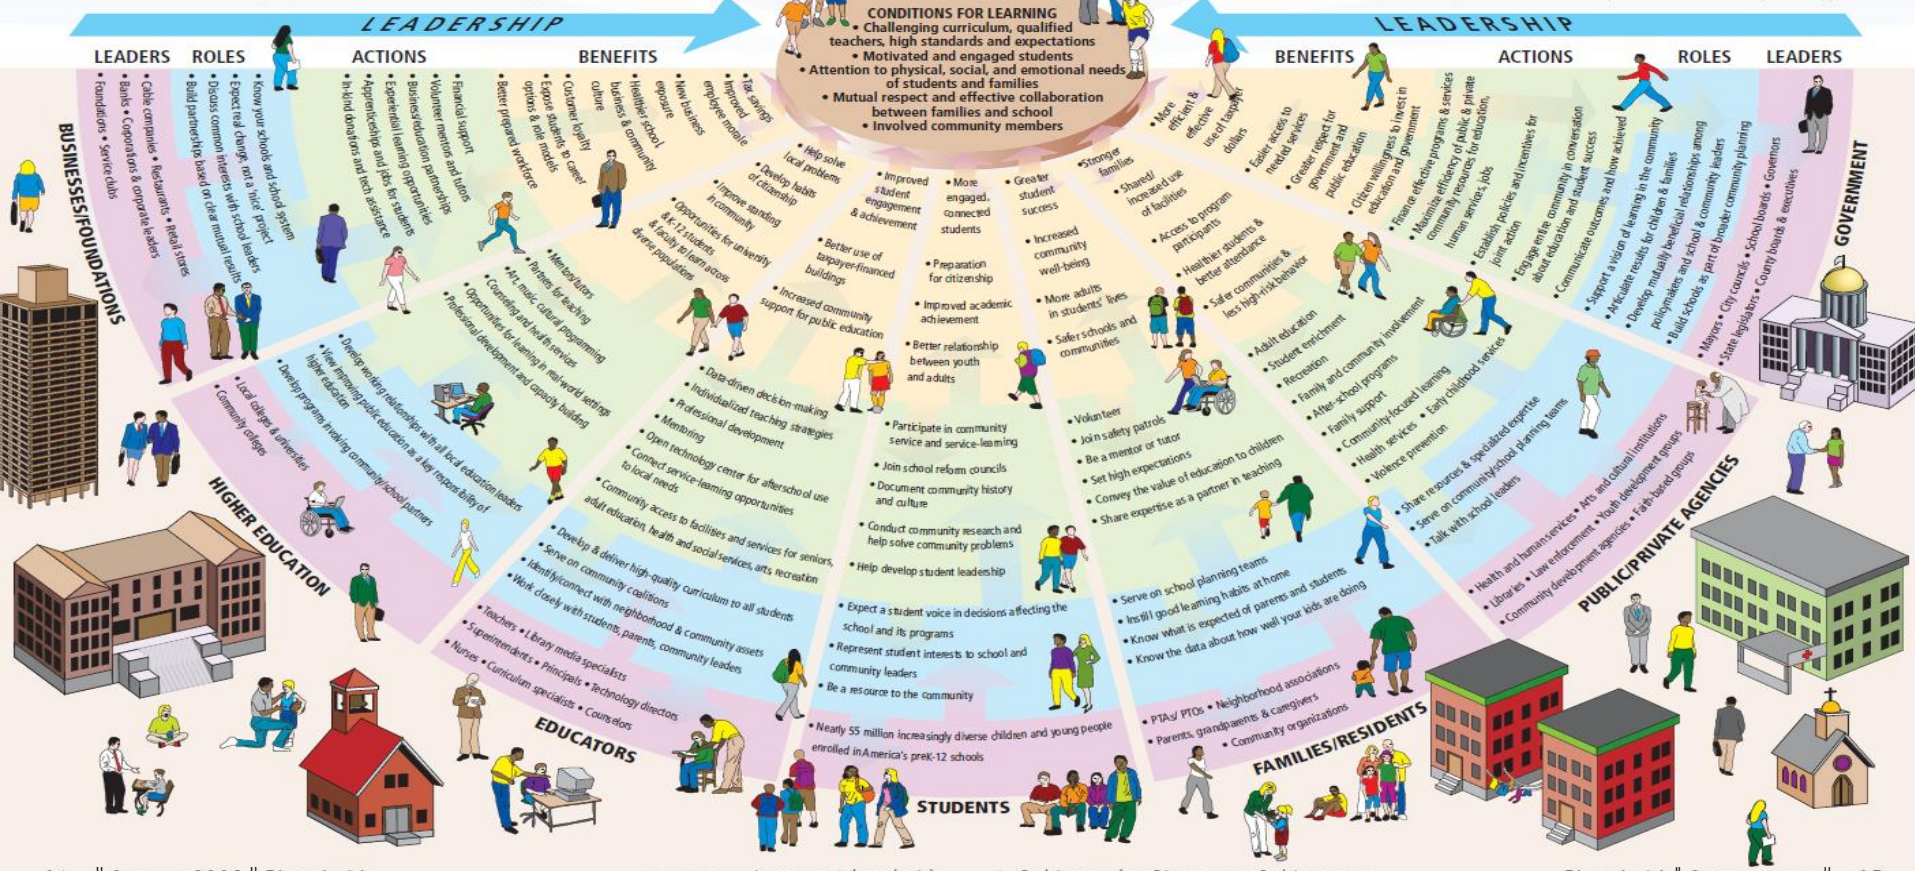 LEADERSHIP
LEADERSHIP
CONDITIONS FOR LEARNING
• Challenging curriculum, qualified
teachers, high standards and expectations
• Motivated and engaged students
• Attention to physical, social, and emotional needs
of students and families
• Mutual respect and effective collaboration
between families and school
• Involved community members
LEADERS
ROLES
ACTIONS
BENEFITS
BENEFITS
ACTIONS
ROLES
LEADERS
BUSINESSES/FOUNDATIONS
• Cable companies • Restaurants • Retail stores
• Banks • Corporations & corporate leaders
• Foundations • Service clubs
• Know your schools and school system
• Expect real change, not a 'nice' project
• Discuss common interests with school leaders
• Build partnerships based on clear mutual results
• Financial support
• Volunteer mentors and tutors
• Business/education partnerships
• Experiential learning opportunities
• Apprenticeships and jobs for students
• In-kind donations and tech assistance
• Tax savings
• Improved
employee morale
• New business
exposure
• Healthier school
business & community
culture
• Customer loyalty
• Expose students to career
options & role models
• Better prepared workforce
HIGHER EDUCATION
• Local colleges & universities
• Community colleges
• Develop working relationships with all local education leaders
• View improving public education as a key responsibility of
higher education
• Develop programs involving community/school partners
• Mentors/tutors
• Partners for teaching
• Art, music, cultural programming
• Counseling and health services
• Opportunities for learning in real-world settings
• Professional development and capacity building
• Improve standing
in community
• Opportunities for university
& K-12 students
& faculty to learn across
diverse populations
EDUCATORS
• Teachers • Library media specialists
• Superintendents • Principals • Technology directors
• Nurses • Curriculum specialists • Counselors
• Develop & deliver high-quality curriculum to all students
• Serve on community coalitions
• Identify/connect with neighborhood & community assets
• Work closely with students, parents, community leaders
• Data-driven decision-making
• Individualized teaching strategies
• Professional development
• Mentoring
• Open technology center for afterschool use
• Connect service-learning opportunities
to local needs
• Community access to facilities and services for seniors,
adult education, health and social services, arts, recreation
• Help solve
local problems
• Develop habits
of citizenship
• Better use of
taxpayer-financed
buildings
• Increased community
support for public education
STUDENTS
• Nearly 55 million increasingly diverse children and young people
enrolled in America's preK-12 schools
• Expect a student voice in decisions affecting the
school and its programs
• Represent student interests to school and
community leaders
• Be a resource to the community
• Participate in community
service and service-learning
• Join school reform councils
• Document community history
and culture
• Conduct community research and
help solve community problems
• Help develop student leadership
• Improved
student
engagement
& achievement
• More
engaged,
connected
students
• Preparation
for citizenship
• Improved academic
achievement
• Better relationship
between youth
and adults
FAMILIES/RESIDENTS
• PTAs/ PTOs • Neighborhood associations
• Parents, grandparents & caregivers
• Community organizations
• Serve on school planning teams
• Instill good learning habits at home
• Know what is expected of parents and students
• Know the data about how well your kids are doing
• Volunteer
• Join safety patrols
• Be a mentor or tutor
• Set high expectations
• Convey the value of education to children
• Share expertise as a partner in teaching
• Greater
student
success
• Increased
community
well-being
• More adults
in students' lives
• Safer schools and
communities
PUBLIC/PRIVATE AGENCIES
• Health and human services • Arts and cultural institutions
• Libraries • Law enforcement • Youth development groups
• Community development agencies • Faith-based groups
• Share resources & specialized expertise
• Serve on community/school planning teams
• Talk with school leaders
• Adult education
• Student enrichment
• Recreation
• Family and community involvement
• After-school programs
• Family support
• Community-focused learning
• Health services • Early childhood services
• Violence prevention
• Stronger
families
• Shared/
increased use
of facilities
• Access to program
participants
• Healthier students &
better attendance
• Safer communities &
less high-risk behavior
GOVERNMENT
• Mayors • City councils • School boards • Governors
• State legislators • County boards & executives
• Support a vision of learning in the community
• Articulate results for children & families
• Develop mutually beneficial relationships among
policymakers and school & community leaders
• Build schools as part of broader community planning
• Finance effective programs & services
• Maximize efficiency of public & private
community resources for education,
human services, jobs
• Establish policies and incentives for
joint action
• Engage entire community in conversation
about education and student success
• Communicate outcomes and how achieved
• More
efficient &
effective
use of taxpayer
dollars
• Easier access to
needed services
• Greater respect for
government and
public education
• Citizen willingness to invest in
education and government